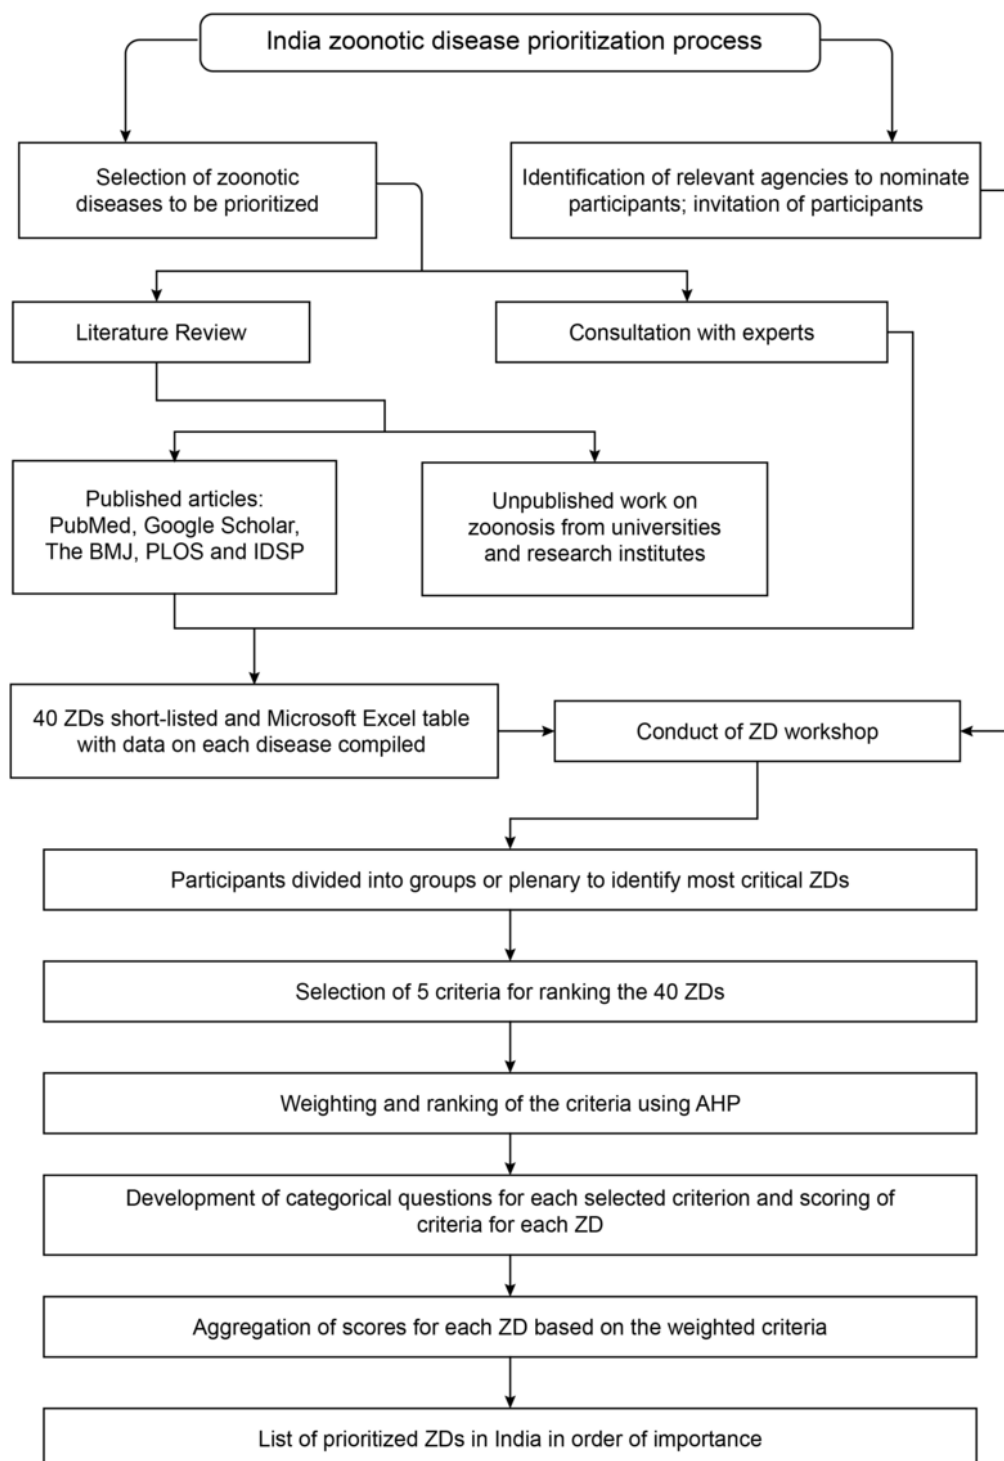 India zoonotic disease prioritization process
Selection of zoonotic
diseases to be prioritized
Identification of relevant agencies to nominate
participants; invitation of participants
Literature Review
Consultation with experts
Published articles:
PubMed, Google Scholar,
The BMJ, PLOS and IDSP
Unpublished work on
zoonosis from universities
and research institutes
40 ZDs short-listed and Microsoft Excel table
with data on each disease compiled
Conduct of ZD workshop
Participants divided into groups or plenary to identify most critical ZDs
Selection of 5 criteria for ranking the 40 ZDs
Weighting and ranking of the criteria using AHP
Development of categorical questions for each selected criterion and scoring of
criteria for each ZD
Aggregation of scores for each ZD based on the weighted criteria
List of prioritized ZDs in India in order of importance